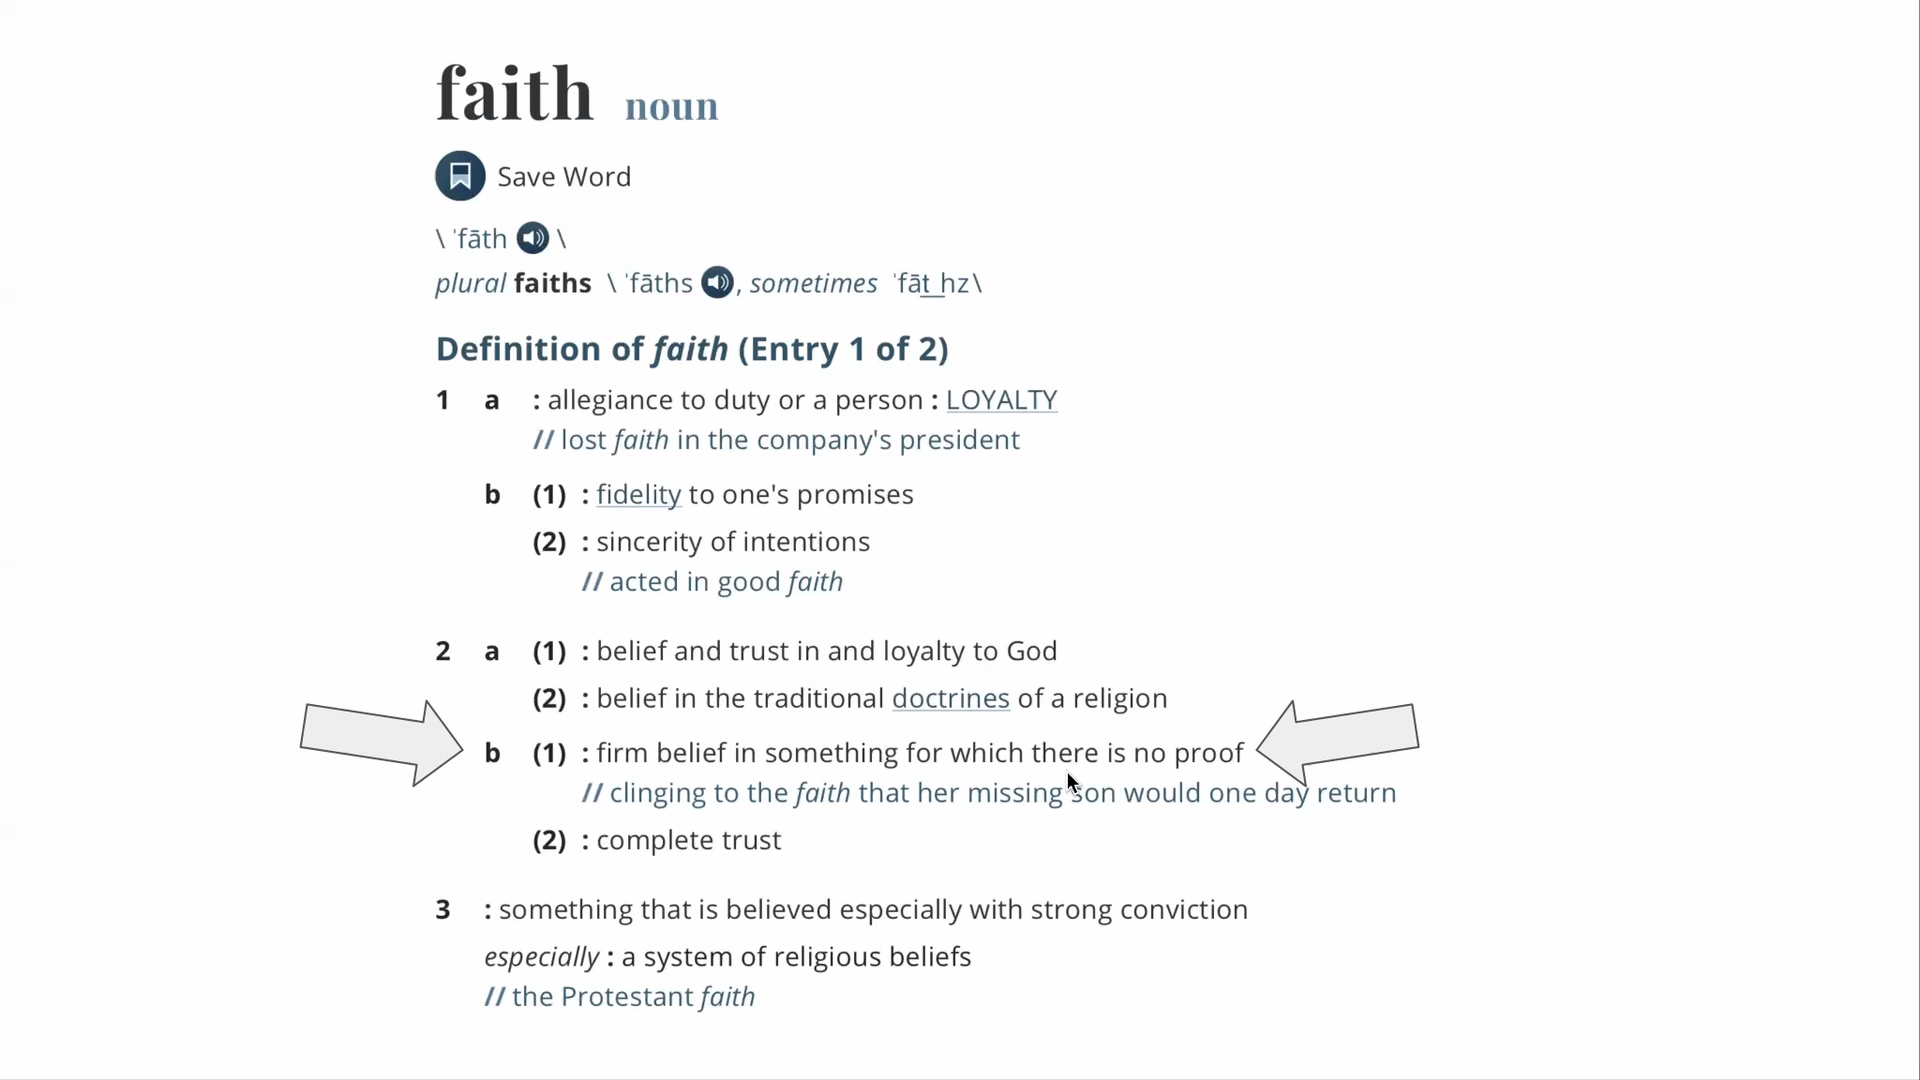 faith noun
Save Word
\ ˈfāth \
plural faiths \ ˈfāths , sometimes ˈfāt͟hz\
Definition of faith (Entry 1 of 2)
1 a : allegiance to duty or a person : LOYALTY
// lost faith in the company's president
b (1) : fidelity to one's promises
(2) : sincerity of intentions
// acted in good faith
2 a (1) : belief and trust in and loyalty to God
(2) : belief in the traditional doctrines of a religion
b (1) : firm belief in something for which there is no proof
// clinging to the faith that her missing son would one day return
(2) : complete trust
3 : something that is believed especially with strong conviction
especially : a system of religious beliefs
// the Protestant faith